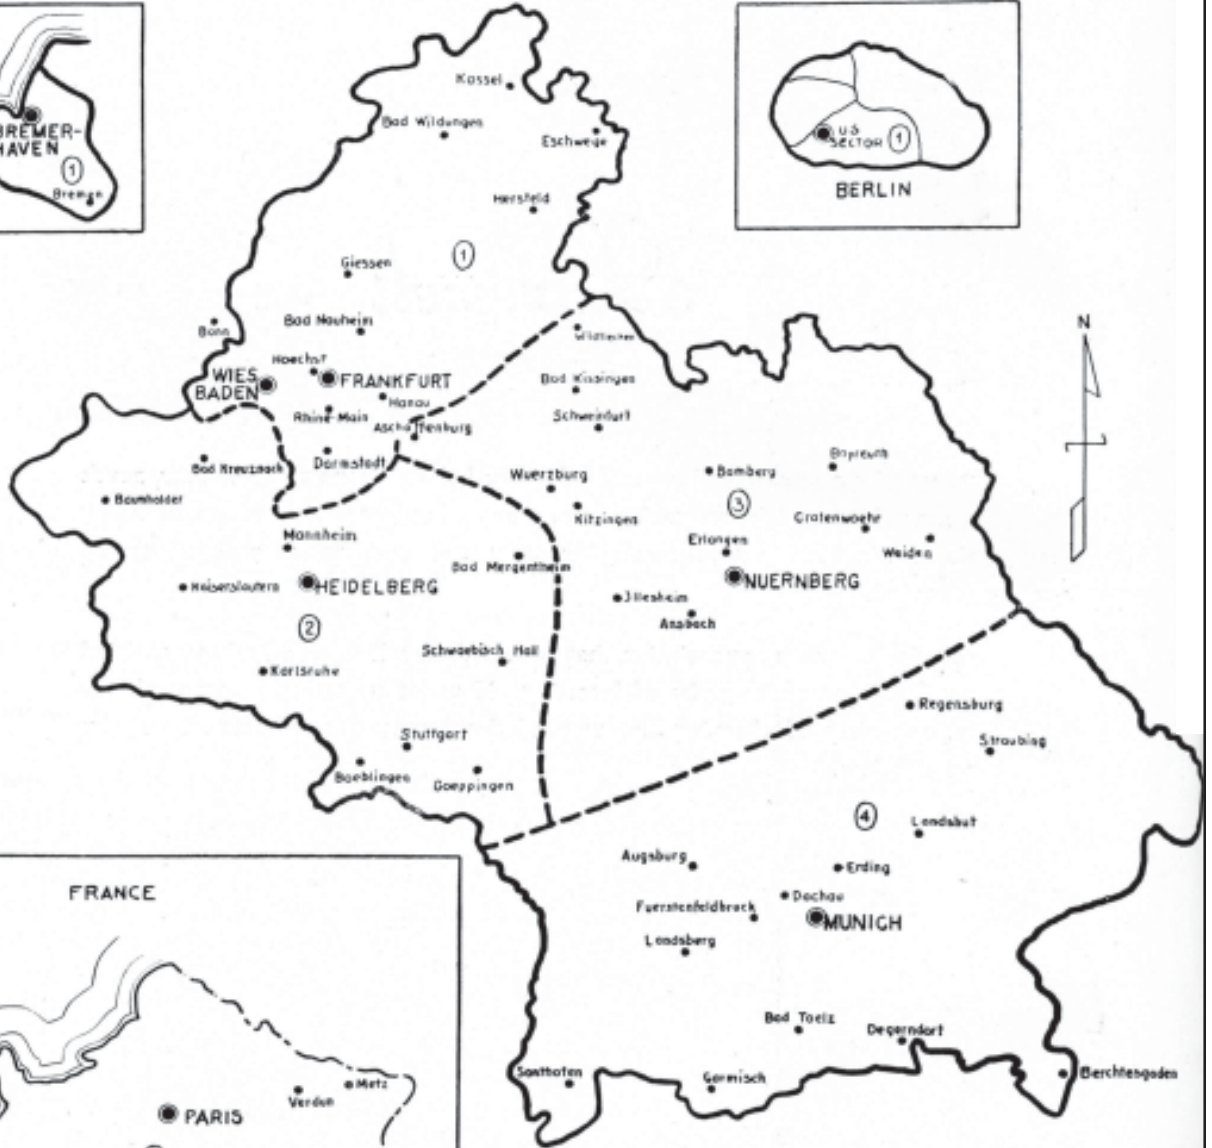 BREMER-
HAVEN
1
Bremen
Kassel
Bad Wildungen
Eschwege
Hersfeld
1
Giessen
Bad Nauheim
Bonn
Hoechst
WIES
BADEN
FRANKFURT
Hanau
Rhine-Main
Aschaffenburg
Darmstadt
U.S
SECTOR
1
BERLIN
N
Wildflecken
Bad Kissingen
Schweinfurt
Wuerzburg
Kitzingen
Bamberg
Bayreuth
3
Grafenwoehr
Erlangen
Weiden
NUERNBERG
Illesheim
Ansbach
Bad Kreuznach
Baumholder
Mannheim
Bad Mergentheim
Kaiserslautern
HEIDELBERG
2
Schwaebisch Hall
Karlsruhe
Stuttgart
Boeblingen
Goeppingen
Regensburg
Straubing
4
Landshut
Augsburg
Erding
Dachau
Fuerstenfeldbruck
MUNICH
Landsberg
Bad Toelz
Degerndorf
Sonthofen
Garmisch
Berchtesgaden
FRANCE
Metz
Verdun
PARIS